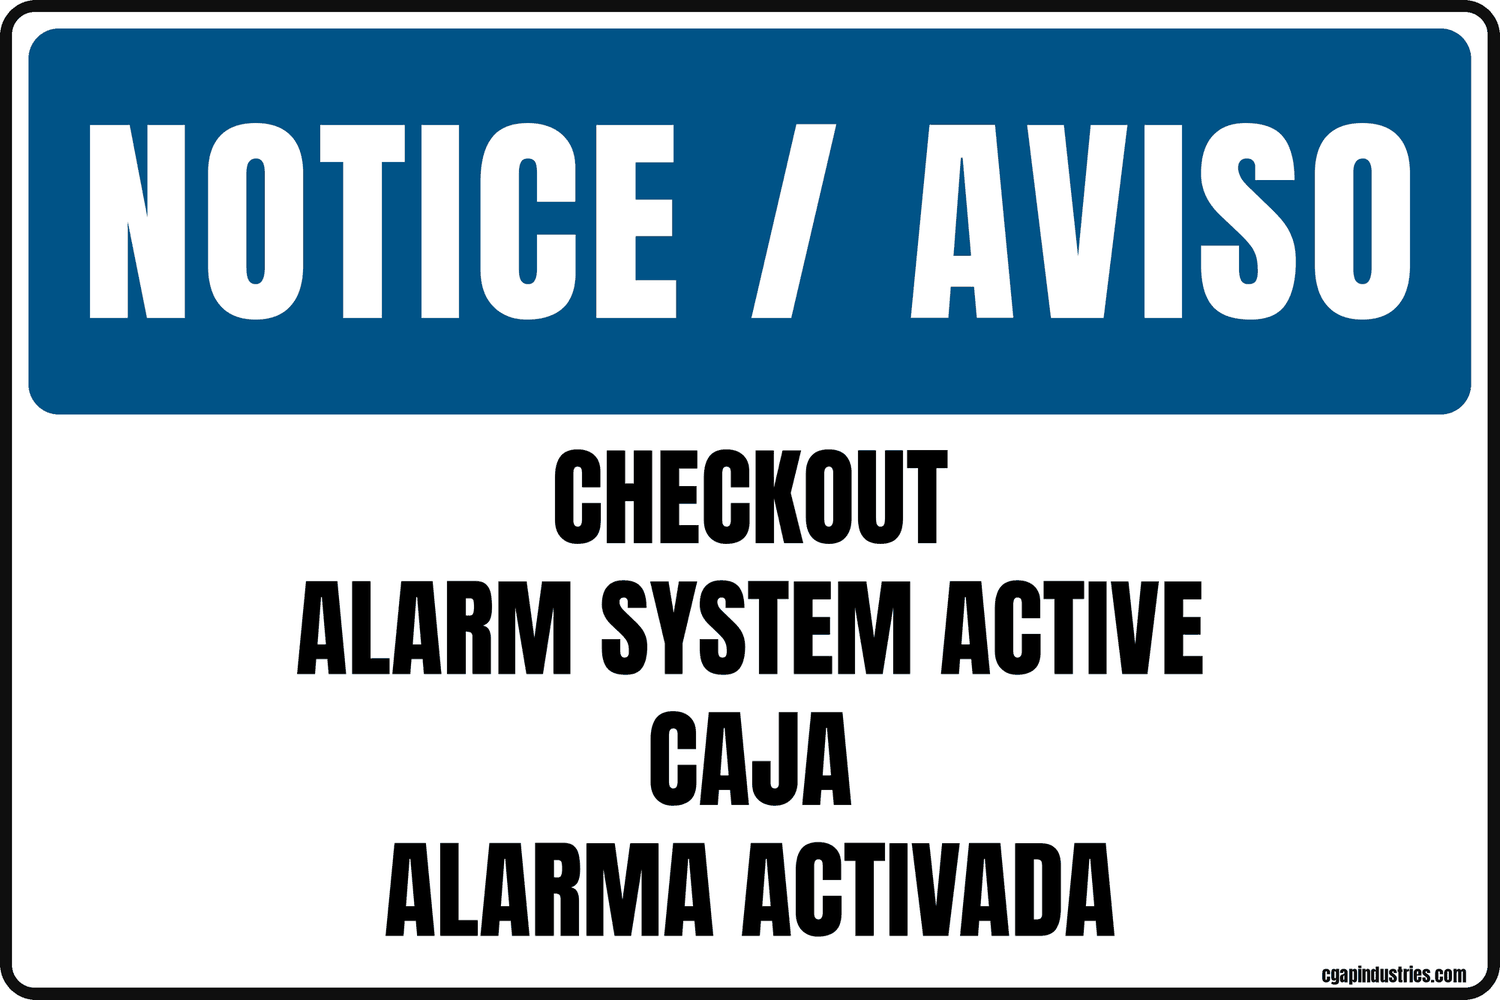 NOTICE / AVISO
CHECKOUT
ALARM SYSTEM ACTIVE
CAJA
ALARMA ACTIVADA
cgapindustries.com